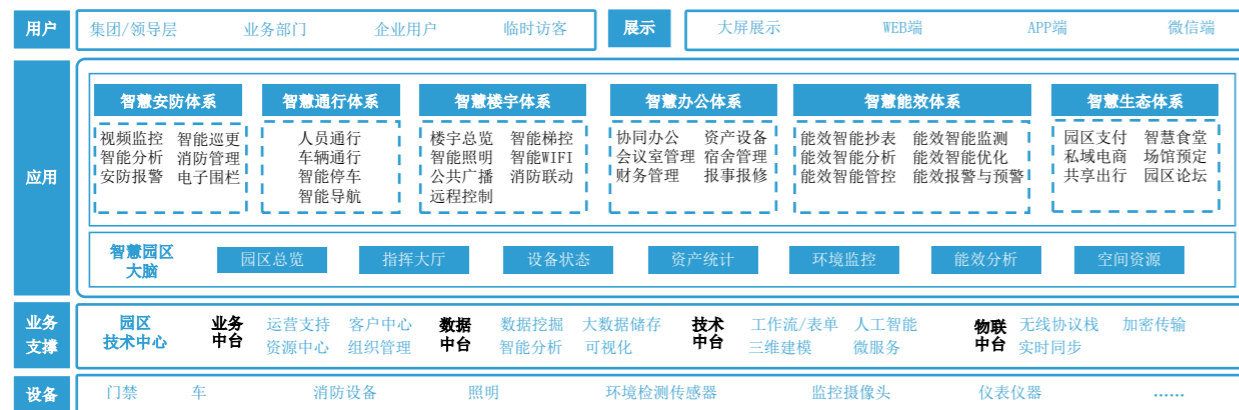 用户 集团/领导层 业务部门 企业用户 临时访客 展示 大屏展示 WEB端 APP端 微信端
应用
智慧安防体系 智慧通行体系 智慧楼宇体系 智慧办公体系 智慧能效体系 智慧生态体系
视频监控 智能巡更
智能分析 消防管理
安防报警 电子围栏
人员通行
车辆通行
智能停车
智能导航
楼宇总览 智能梯控
智能照明 智能WIFI
公共广播 消防联动
远程控制
协同办公 资产设备
会议室管理 宿舍管理
财务管理 报事报修
能效智能抄表 能效智能监测
能效智能分析 能效智能优化
能效智能管控 能效报警与预警
园区支付 智慧食堂
私域电商 场馆预定
共享出行 园区论坛
智慧园区
大脑
园区总览 指挥大厅 设备状态 资产统计 环境监控 能效分析 空间资源
业务
支撑
园区
技术中心
业务
中台
运营支持 客户中心
资源中心 组织管理
数据
中台
数据挖掘 大数据储存
智能分析 可视化
技术
中台
工作流/表单 人工智能
三维建模 微服务
物联
中台
无线协议栈 加密传输
实时同步
设备 门禁 车 消防设备 照明 环境检测传感器 监控摄像头 仪表仪器 ……